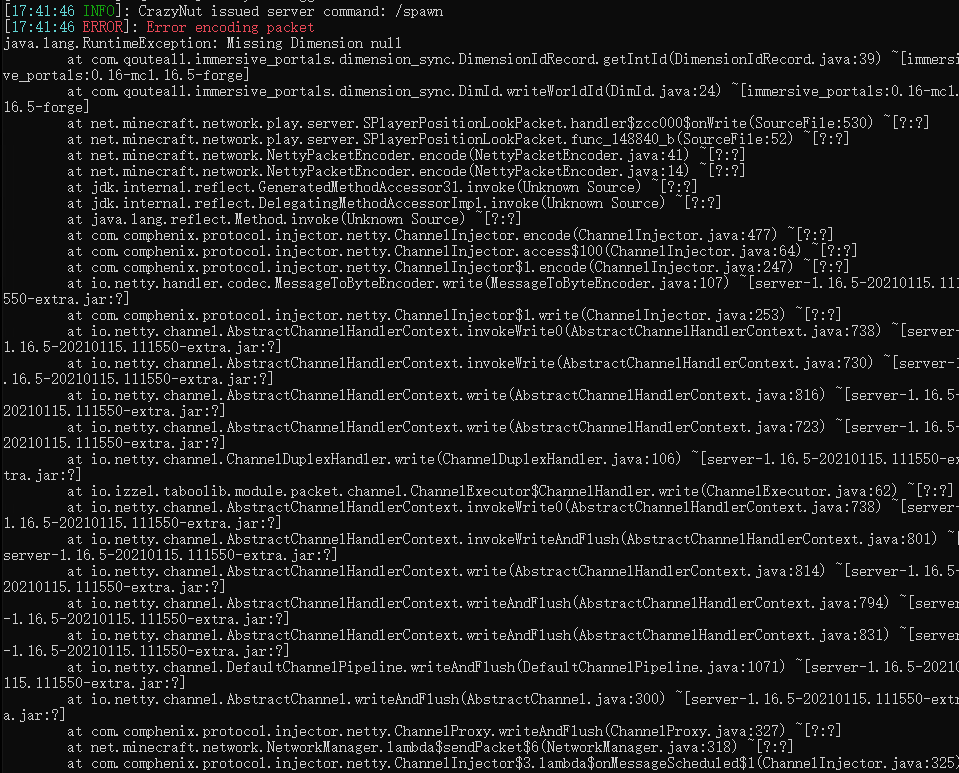 [17:41:46 INFO]: CrazyNut issued server command: /spawn
[17:41:46 ERROR]: Error encoding packet
java.lang.RuntimeException: Missing Dimension null
        at com.qouteall.immersive_portals.dimension_sync.DimensionIdRecord.getIntId(DimensionIdRecord.java:39) ~[immersi
ve_portals:0.16-mc1.16.5-forge]
        at com.qouteall.immersive_portals.dimension_sync.DimId.writeWorldId(DimId.java:24) ~[immersive_portals:0.16-mc1.
16.5-forge]
        at net.minecraft.network.play.server.SPlayerPositionLookPacket.handler$zcc000$onWrite(SourceFile:530) ~[?:?]
        at net.minecraft.network.play.server.SPlayerPositionLookPacket.func_148840_b(SourceFile:52) ~[?:?]
        at net.minecraft.network.NettyPacketEncoder.encode(NettyPacketEncoder.java:41) ~[?:?]
        at net.minecraft.network.NettyPacketEncoder.encode(NettyPacketEncoder.java:14) ~[?:?]
        at jdk.internal.reflect.GeneratedMethodAccessor31.invoke(Unknown Source) ~[?:?]
        at jdk.internal.reflect.DelegatingMethodAccessorImpl.invoke(Unknown Source) ~[?:?]
        at java.lang.reflect.Method.invoke(Unknown Source) ~[?:?]
        at com.comphenix.protocol.injector.netty.ChannelInjector.encode(ChannelInjector.java:477) ~[?:?]
        at com.comphenix.protocol.injector.netty.ChannelInjector.access$100(ChannelInjector.java:64) ~[?:?]
        at com.comphenix.protocol.injector.netty.ChannelInjector$1.encode(ChannelInjector.java:247) ~[?:?]
        at io.netty.handler.codec.MessageToByteEncoder.write(MessageToByteEncoder.java:107) ~[server-1.16.5-20210115.111
550-extra.jar:?]
        at com.comphenix.protocol.injector.netty.ChannelInjector$1.write(ChannelInjector.java:253) ~[?:?]
        at io.netty.channel.AbstractChannelHandlerContext.invokeWrite0(AbstractChannelHandlerContext.java:738) ~[server-
1.16.5-20210115.111550-extra.jar:?]
        at io.netty.channel.AbstractChannelHandlerContext.invokeWrite(AbstractChannelHandlerContext.java:730) ~[server-1
.16.5-20210115.111550-extra.jar:?]
        at io.netty.channel.AbstractChannelHandlerContext.write(AbstractChannelHandlerContext.java:816) ~[server-1.16.5-
20210115.111550-extra.jar:?]
        at io.netty.channel.AbstractChannelHandlerContext.write(AbstractChannelHandlerContext.java:723) ~[server-1.16.5-
20210115.111550-extra.jar:?]
        at io.netty.channel.ChannelDuplexHandler.write(ChannelDuplexHandler.java:106) ~[server-1.16.5-20210115.111550-ex
tra.jar:?]
        at io.izzel.taboolib.module.packet.channel.ChannelExecutor$ChannelHandler.write(ChannelExecutor.java:62) ~[?:?]
        at io.netty.channel.AbstractChannelHandlerContext.invokeWrite0(AbstractChannelHandlerContext.java:738) ~[server-
1.16.5-20210115.111550-extra.jar:?]
        at io.netty.channel.AbstractChannelHandlerContext.invokeWriteAndFlush(AbstractChannelHandlerContext.java:801) ~[
server-1.16.5-20210115.111550-extra.jar:?]
        at io.netty.channel.AbstractChannelHandlerContext.write(AbstractChannelHandlerContext.java:814) ~[server-1.16.5-
20210115.111550-extra.jar:?]
        at io.netty.channel.AbstractChannelHandlerContext.writeAndFlush(AbstractChannelHandlerContext.java:794) ~[server
-1.16.5-20210115.111550-extra.jar:?]
        at io.netty.channel.AbstractChannelHandlerContext.writeAndFlush(AbstractChannelHandlerContext.java:831) ~[server
-1.16.5-20210115.111550-extra.jar:?]
        at io.netty.channel.DefaultChannelPipeline.writeAndFlush(DefaultChannelPipeline.java:1071) ~[server-1.16.5-20210
115.111550-extra.jar:?]
        at io.netty.channel.AbstractChannel.writeAndFlush(AbstractChannel.java:300) ~[server-1.16.5-20210115.111550-extr
a.jar:?]
        at com.comphenix.protocol.injector.netty.ChannelProxy.writeAndFlush(ChannelProxy.java:327) ~[?:?]
        at net.minecraft.network.NetworkManager.lambda$sendPacket$6(NetworkManager.java:318) ~[?:?]
        at com.comphenix.protocol.injector.netty.ChannelInjector$3.lambda$onMessageScheduled$1(ChannelInjector.java:325)